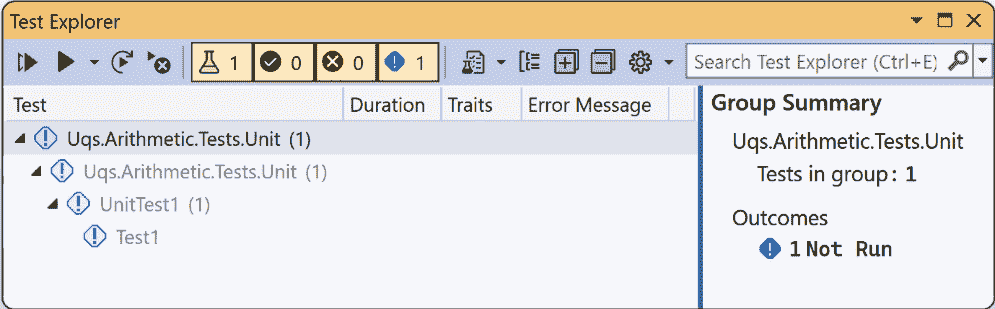 Test Explorer
1 0 0 1 Search Test Explorer (Ctrl+E)
Test Duration Traits Error Message
Uqs.Arithmetic.Tests.Unit (1)
Uqs.Arithmetic.Tests.Unit (1)
UnitTest1 (1)
Test1
Group Summary
Uqs.Arithmetic.Tests.Unit
Tests in group: 1
Outcomes
1 Not Run